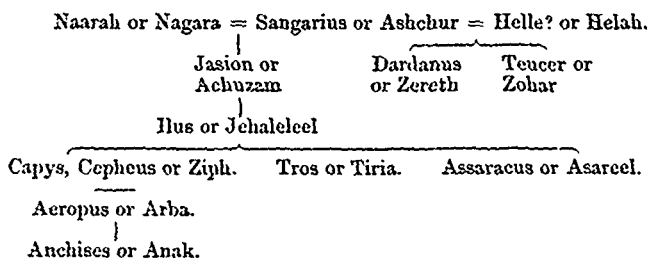 Naarah or Nagara = Sangarius or Ashchur = Helle? or Helah.
Jasion or Achuzam
Dardanus or Zereth
Teucer or Zohar
Ilus or Jehaleleel
Capys, Cepheus or Ziph. Tros or Tiria. Assaracus or Asareel.
Aeropus or Arba.
Anchises or Anak.